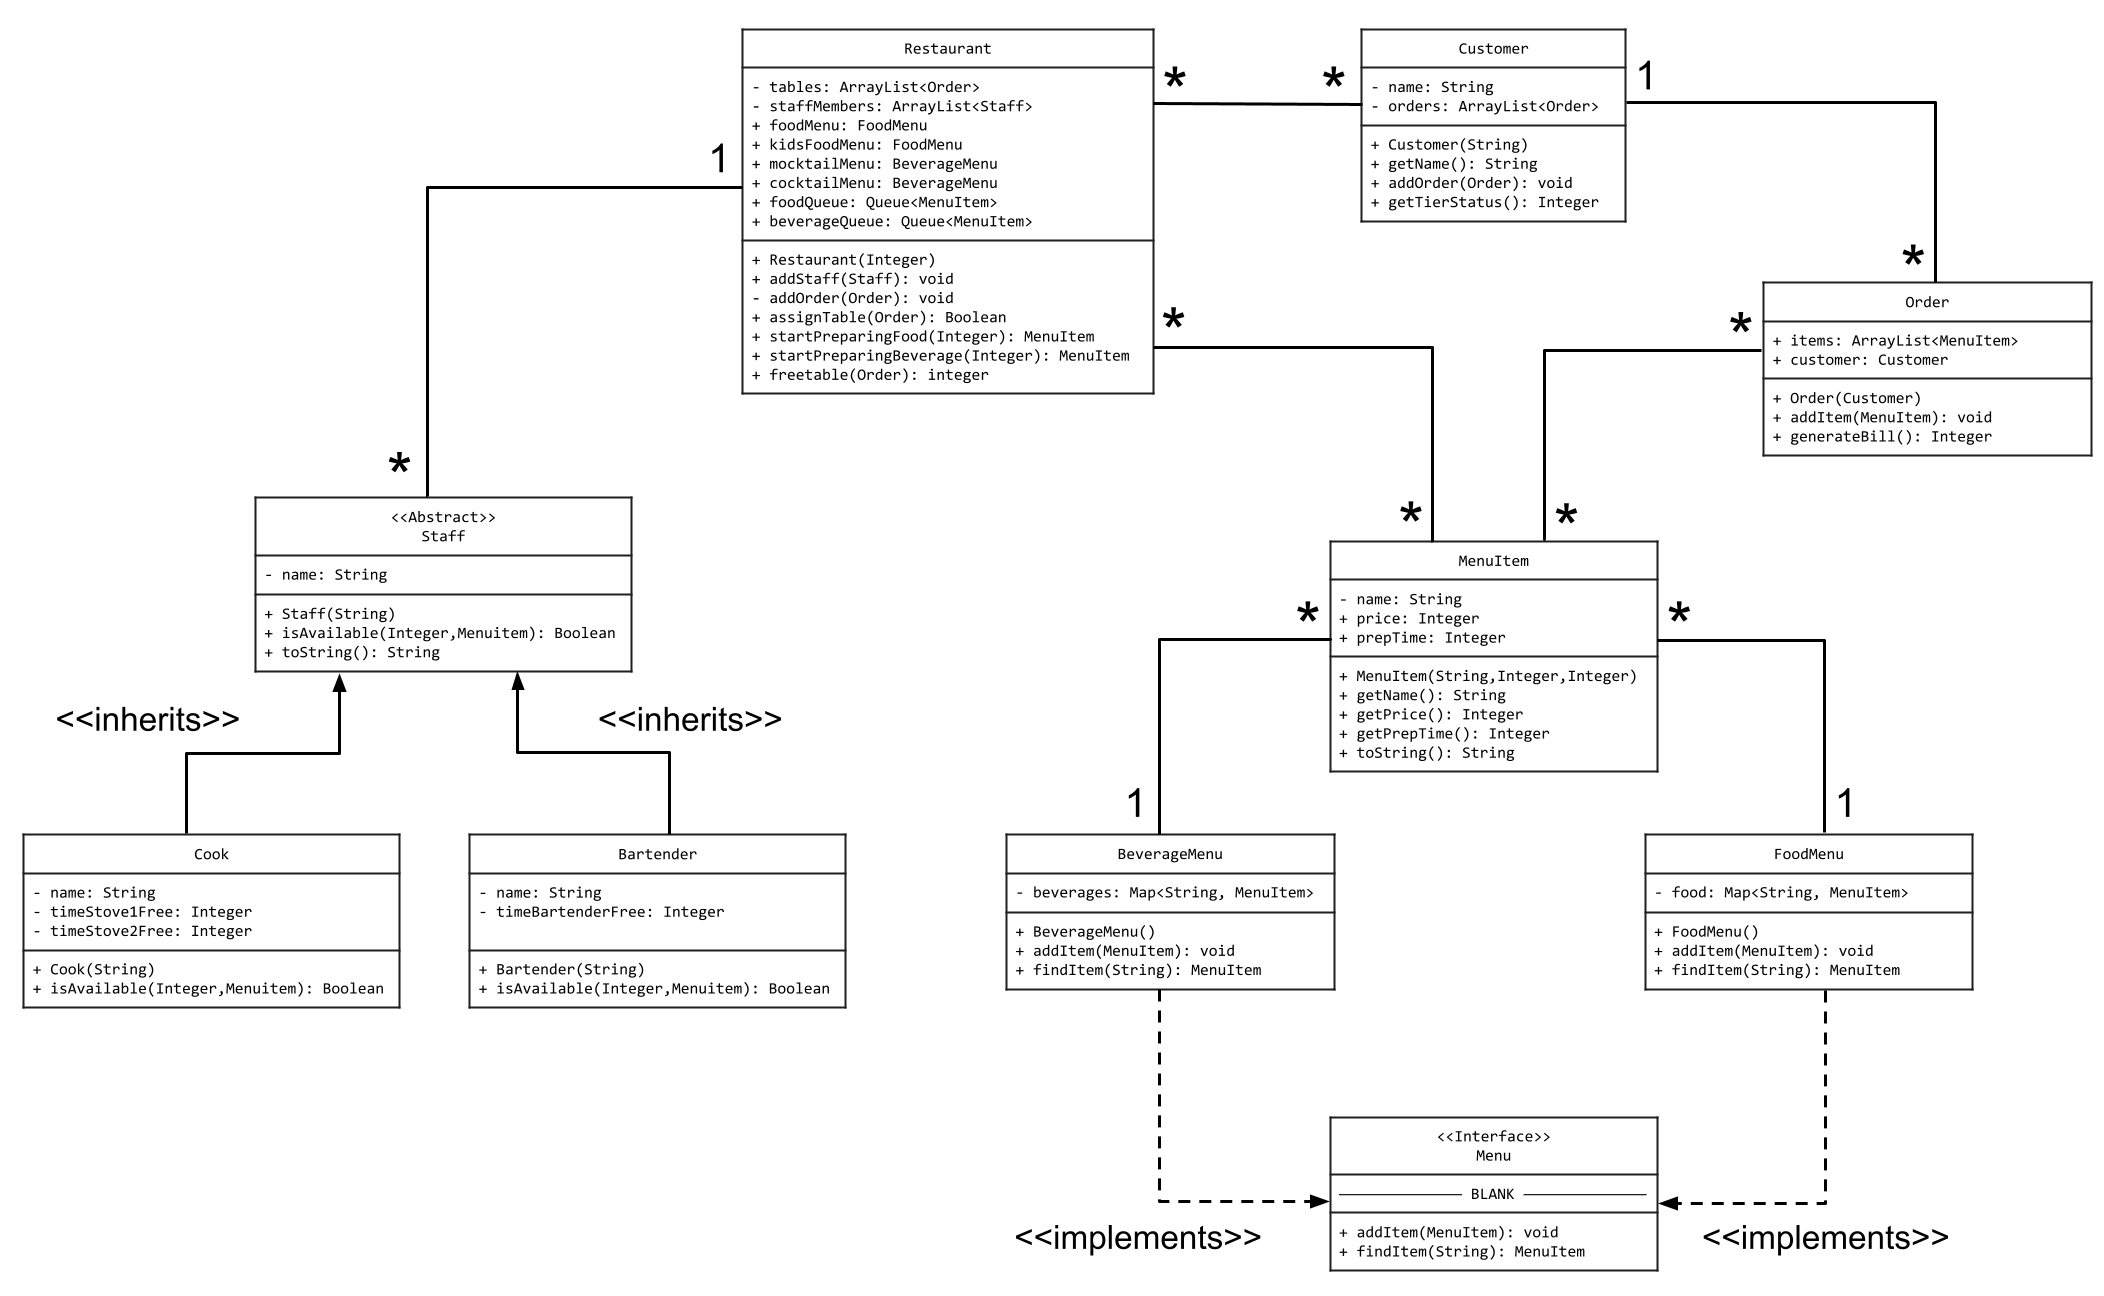 Restaurant
- tables: ArrayList<Order>
- staffMembers: ArrayList<Staff>
+ foodMenu: FoodMenu
+ kidsFoodMenu: FoodMenu
+ mocktailMenu: BeverageMenu
+ cocktailMenu: BeverageMenu
+ foodQueue: Queue<MenuItem>
+ beverageQueue: Queue<MenuItem>
+ Restaurant(Integer)
+ addStaff(Staff): void
- addOrder(Order): void
+ assignTable(Order): Boolean
+ startPreparingFood(Integer): MenuItem
+ startPreparingBeverage(Integer): MenuItem
+ freetable(Order): integer
*
*
Customer
- name: String
- orders: ArrayList<Order>
+ Customer(String)
+ getName(): String
+ addOrder(Order): void
+ getTierStatus(): Integer
1
*
Order
+ items: ArrayList<MenuItem>
+ customer: Customer
+ Order(Customer)
+ addItem(MenuItem): void
+ generateBill(): Integer
1
*
*
*
*
*
<<Abstract>>
Staff
- name: String
+ Staff(String)
+ isAvailable(Integer,Menuitem): Boolean
+ toString(): String
<<inherits>>
<<inherits>>
MenuItem
- name: String
+ price: Integer
+ prepTime: Integer
+ MenuItem(String,Integer,Integer)
+ getName(): String
+ getPrice(): Integer
+ getPrepTime(): Integer
+ toString(): String
*
*
1
1
Cook
- name: String
- timeStove1Free: Integer
- timeStove2Free: Integer
+ Cook(String)
+ isAvailable(Integer,Menuitem): Boolean
Bartender
- name: String
- timeBartenderFree: Integer
+ Bartender(String)
+ isAvailable(Integer,Menuitem): Boolean
BeverageMenu
- beverages: Map<String, MenuItem>
+ BeverageMenu()
+ addItem(MenuItem): void
+ findItem(String): MenuItem
FoodMenu
- food: Map<String, MenuItem>
+ FoodMenu()
+ addItem(MenuItem): void
+ findItem(String): MenuItem
<<Interface>>
Menu
BLANK
+ addItem(MenuItem): void
+ findItem(String): MenuItem
<<implements>>
<<implements>>